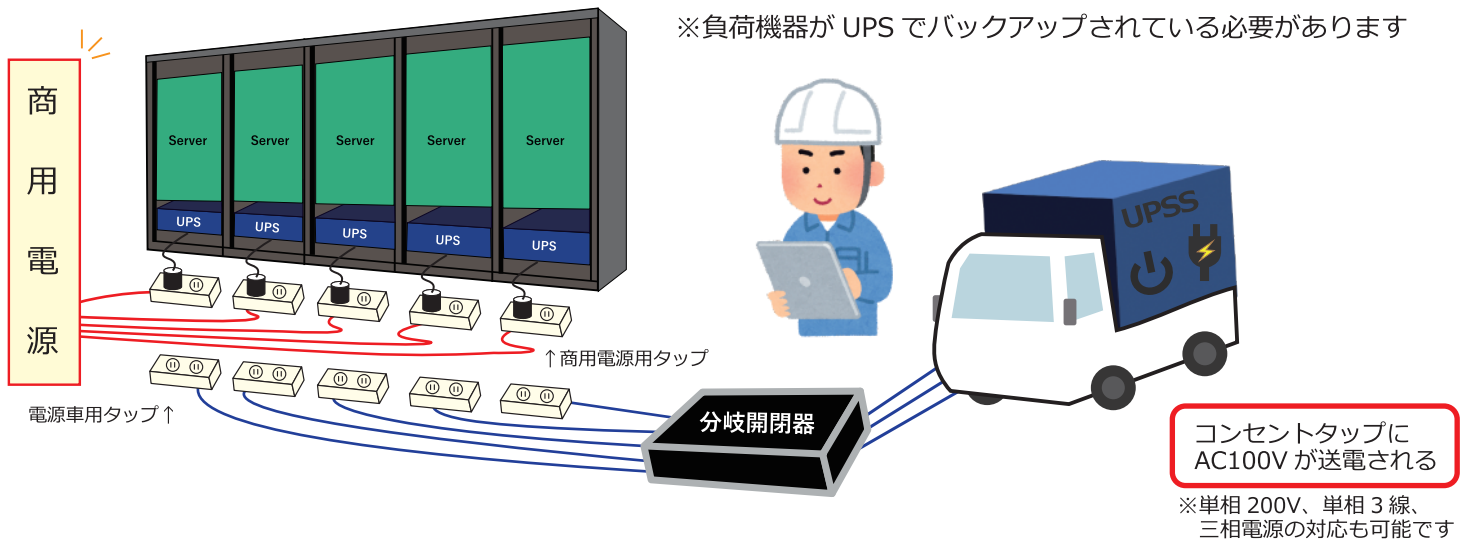 ※負荷機器が UPS でバックアップされている必要があります
商用電源
Server
Server
Server
Server
Server
UPS
UPS
UPS
UPS
UPS
UPSS
↑商用電源用タップ
電源車用タップ↑
分岐開閉器
コンセントタップに
AC100V が送電される
※単相 200V、単相 3 線、
三相電源の対応も可能です